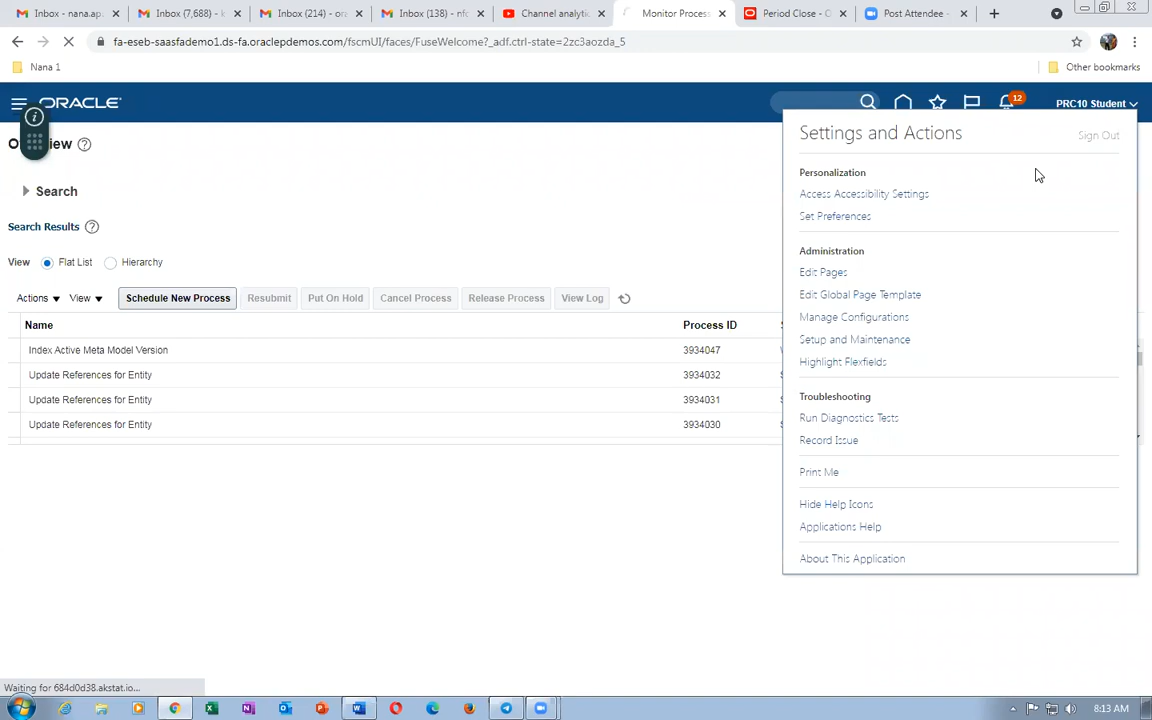 Inbox - nana.ap
Inbox (7,688) - k
Inbox (214) - or
Inbox (138) - nfc
Channel analytic
Monitor Process
Period Close - O
Post Attendee -
fa-eseb-saasfademo1.ds-fa.oraclepdemos.com/fscmUI/faces/FuseWelcome?_adf.ctrl-state=2zc3aozda_5
Nana 1
Other bookmarks
ORACLE
12
PRC10 Student
Settings and Actions
Sign Out
Personalization
Access Accessibility Settings
Set Preferences
Administration
Edit Pages
Edit Global Page Template
Manage Configurations
Setup and Maintenance
Highlight Flexfields
Troubleshooting
Run Diagnostics Tests
Record Issue
Print Me
Hide Help Icons
Applications Help
About This Application
Search
Search Results
View Flat List Hierarchy
Actions View Schedule New Process Resubmit Put On Hold Cancel Process Release Process View Log
Name Process ID
Index Active Meta Model Version 3934047
Update References for Entity 3934032
Update References for Entity 3934031
Update References for Entity 3934030
Waiting for 684d0d38.akstat.io...
8:13 AM